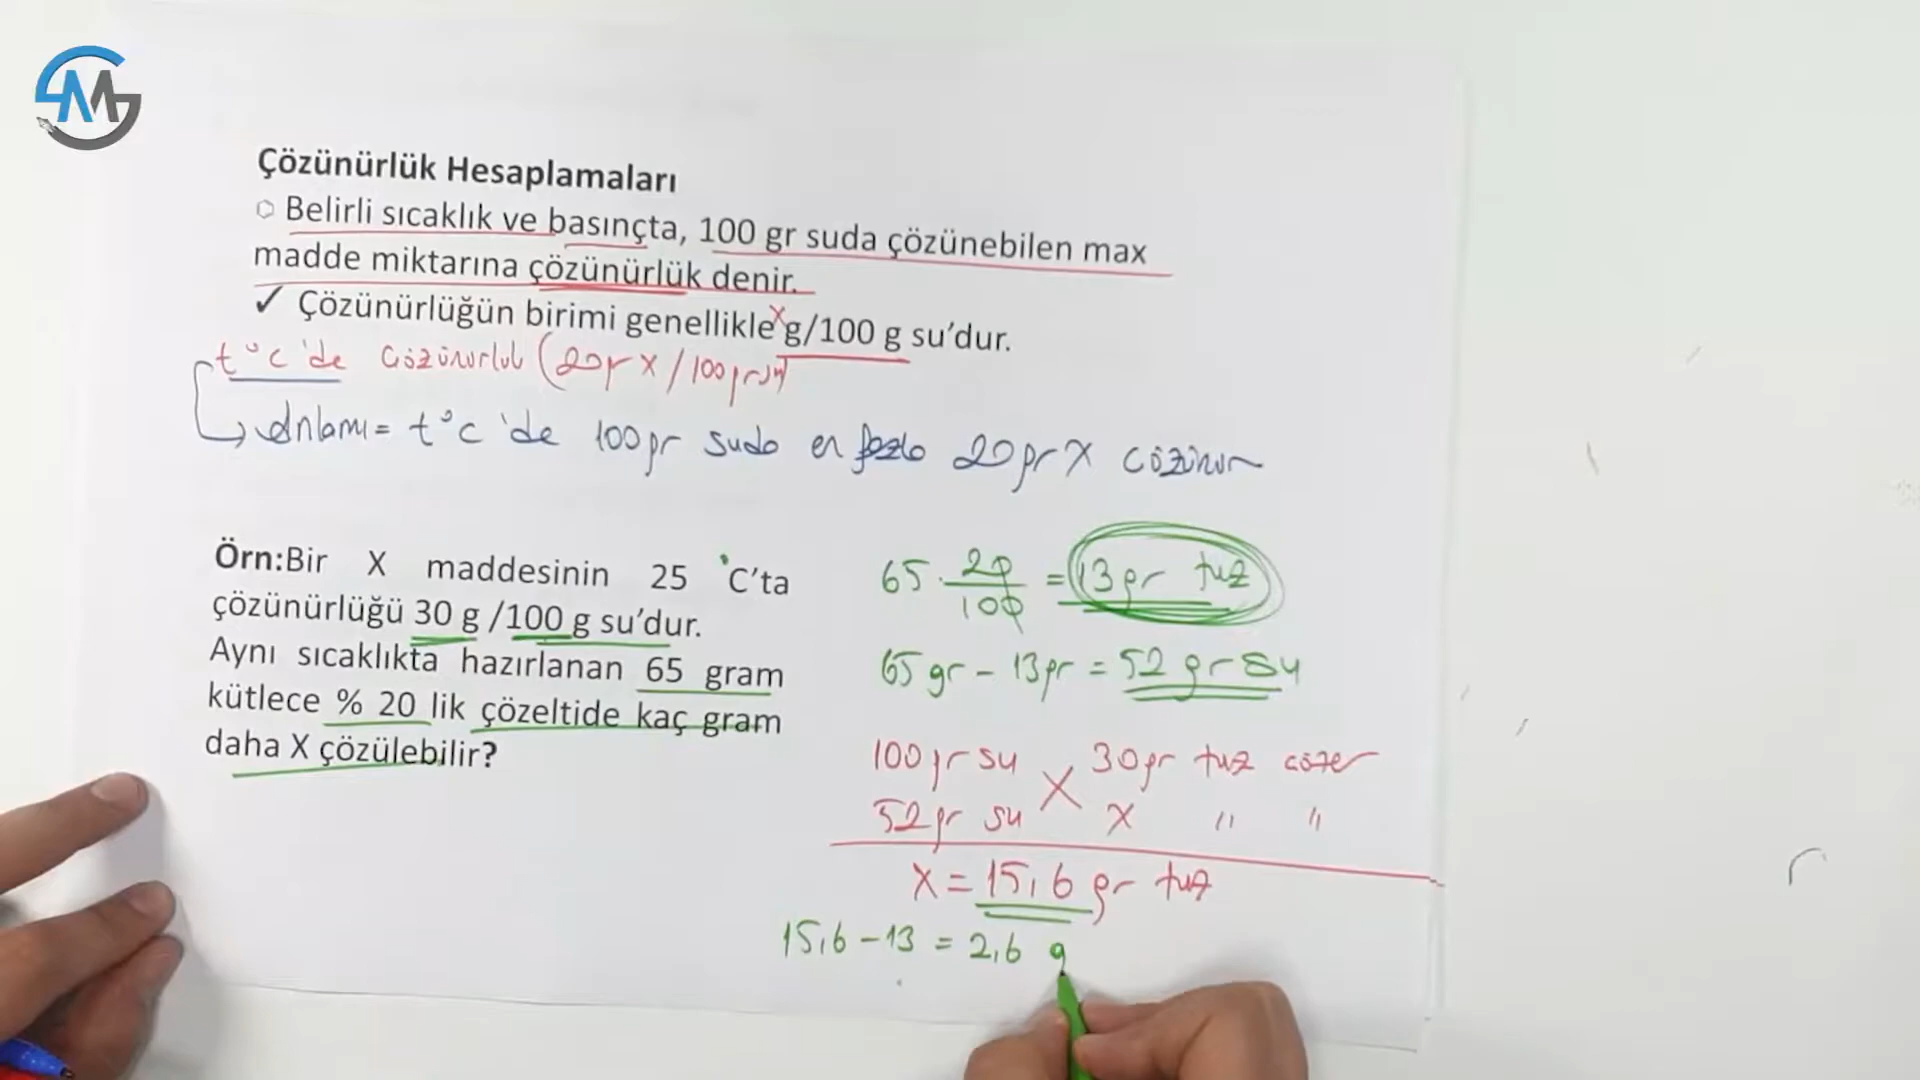 Çözünürlük Hesaplamaları
Belirli sıcaklık ve basınçta, 100 gr suda çözünebilen max
madde miktarına çözünürlük denir.
✓ Çözünürlüğün birimi genellikle x g/100 g su'dur.
t°c 'de çözünürlük (20gr x / 100gr su)
anlamı = t°c 'de 100gr suda en fazla 20gr X çözünür
Örn:Bir X maddesinin 25 °C'ta
çözünürlüğü 30 g /100 g su'dur.
Aynı sıcaklıkta hazırlanan 65 gram
kütlece % 20 lik çözeltide kaç gram
daha X çözülebilir?
65 · 20/100 = 13gr tuz
65 gr - 13gr = 52 gr su
100gr su 30gr tuz çözer
52gr su X " "
X = 15,6 gr tuz
15,6 - 13 = 2,6 g